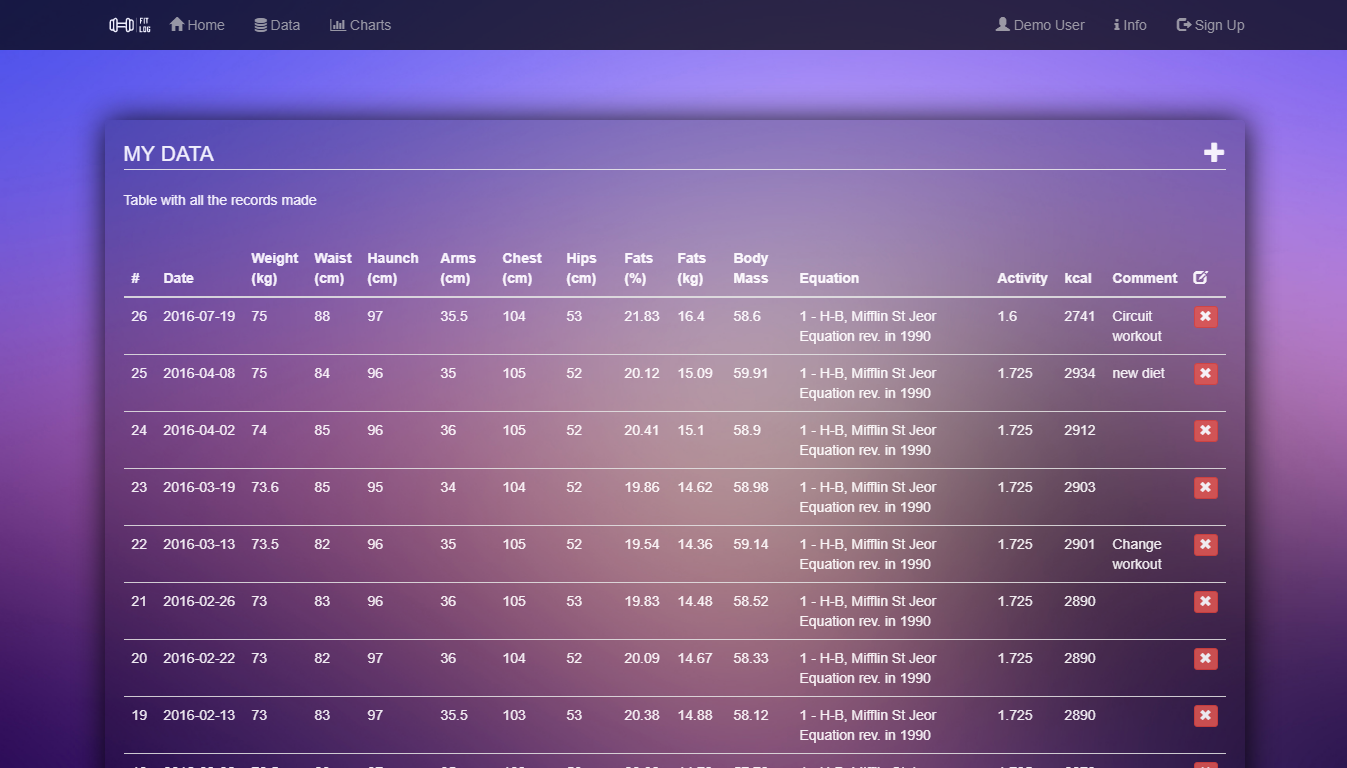 FIT LOG Home Data Charts Demo User Info Sign Up
MY DATA
Table with all the records made
# Date Weight (kg) Waist (cm) Haunch (cm) Arms (cm) Chest (cm) Hips (cm) Fats (%) Fats (kg) Body Mass Equation Activity kcal Comment
26 2016-07-19 75 88 97 35.5 104 53 21.83 16.4 58.6 1 - H-B, Mifflin St Jeor 1.6 2741 Circuit
Equation rev. in 1990 workout
25 2016-04-08 75 84 96 35 105 52 20.12 15.09 59.91 1 - H-B, Mifflin St Jeor 1.725 2934 new diet
Equation rev. in 1990
24 2016-04-02 74 85 96 36 105 52 20.41 15.1 58.9 1 - H-B, Mifflin St Jeor 1.725 2912
Equation rev. in 1990
23 2016-03-19 73.6 85 95 34 104 52 19.86 14.62 58.98 1 - H-B, Mifflin St Jeor 1.725 2903
Equation rev. in 1990
22 2016-03-13 73.5 82 96 35 105 52 19.54 14.36 59.14 1 - H-B, Mifflin St Jeor 1.725 2901 Change
Equation rev. in 1990 workout
21 2016-02-26 73 83 96 36 105 53 19.83 14.48 58.52 1 - H-B, Mifflin St Jeor 1.725 2890
Equation rev. in 1990
20 2016-02-22 73 82 97 36 104 52 20.09 14.67 58.33 1 - H-B, Mifflin St Jeor 1.725 2890
Equation rev. in 1990
19 2016-02-13 73 83 97 35.5 103 53 20.38 14.88 58.12 1 - H-B, Mifflin St Jeor 1.725 2890
Equation rev. in 1990